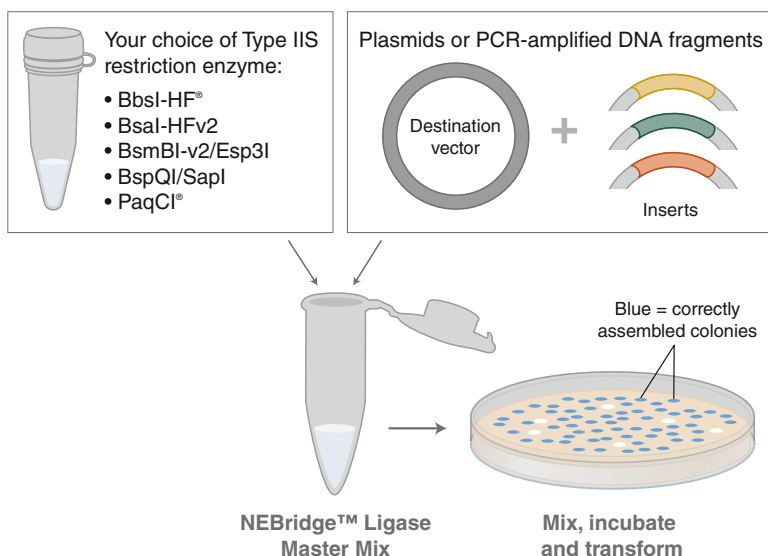 Your choice of Type IIS
restriction enzyme:
• BbsI-HF®
• BsaI-HFv2
• BsmBI-v2/Esp3I
• BspQI/SapI
• PaqCI®
Plasmids or PCR-amplified DNA fragments
Destination
vector
+
Inserts
Blue = correctly
assembled colonies
NEBridge™ Ligase
Master Mix
Mix, incubate
and transform